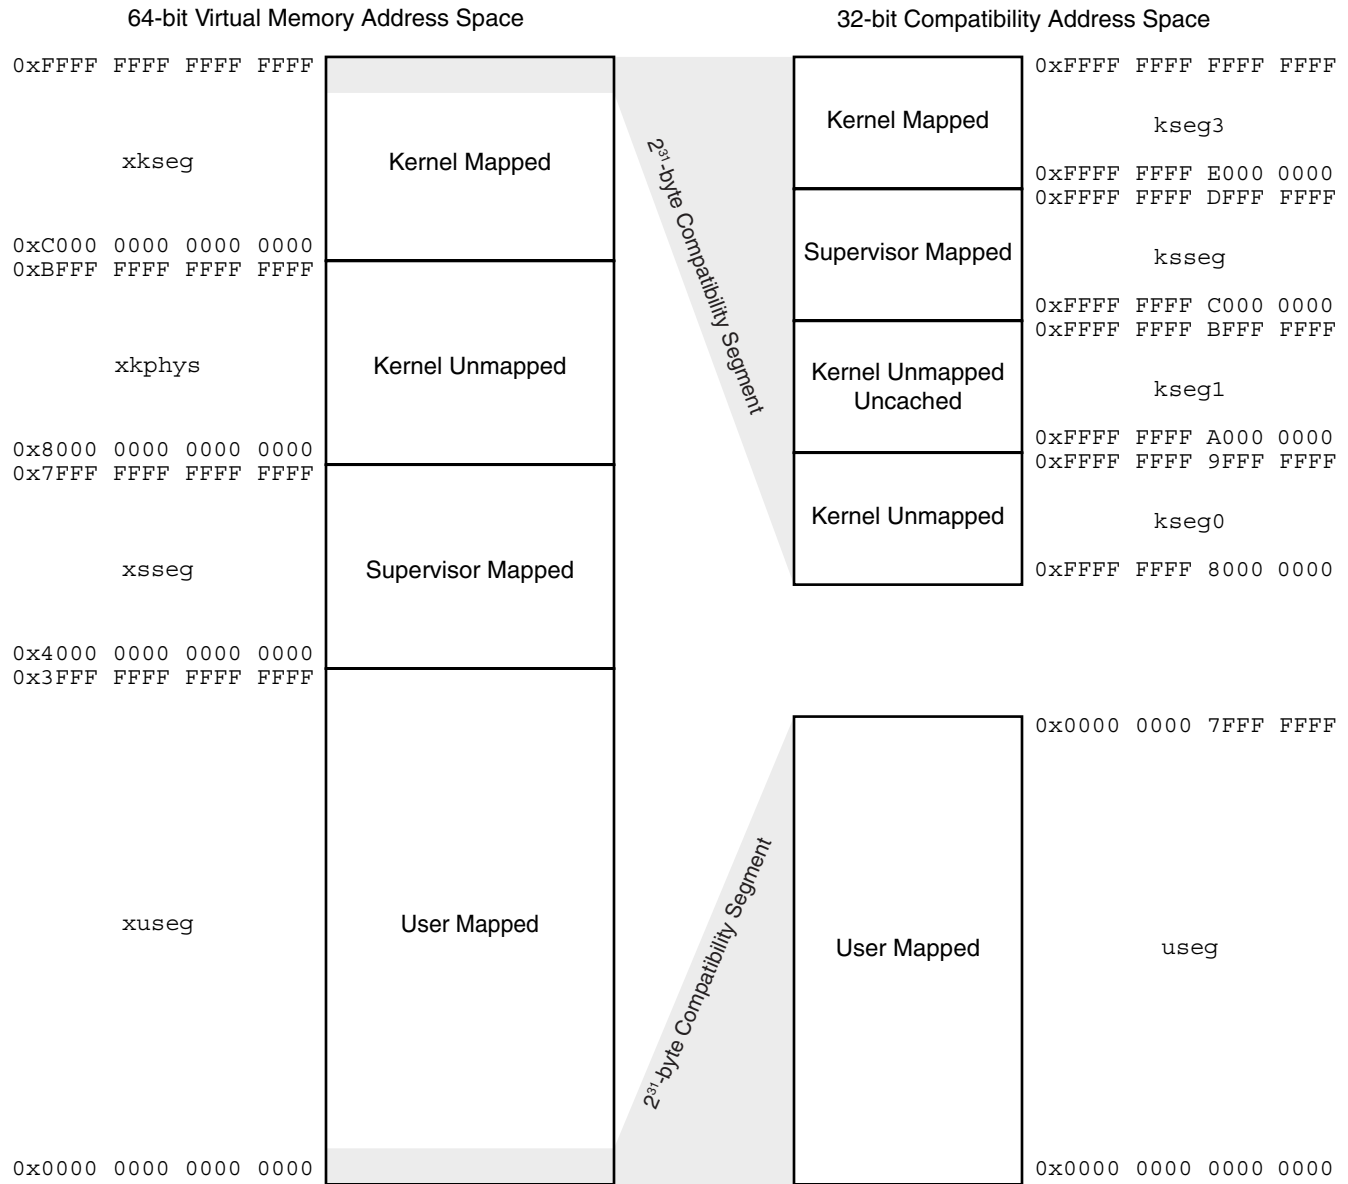 64-bit Virtual Memory Address Space
0xFFFF FFFF FFFF FFFF
xkseg
Kernel Mapped
0xC000 0000 0000 0000
0xBFFF FFFF FFFF FFFF
xkphys
Kernel Unmapped
0x8000 0000 0000 0000
0x7FFF FFFF FFFF FFFF
xsseg
Supervisor Mapped
0x4000 0000 0000 0000
0x3FFF FFFF FFFF FFFF
xuseg
User Mapped
0x0000 0000 0000 0000
2³¹-byte Compatibility Segment
2³¹-byte Compatibility Segment
32-bit Compatibility Address Space
0xFFFF FFFF FFFF FFFF
Kernel Mapped
kseg3
0xFFFF FFFF E000 0000
0xFFFF FFFF DFFF FFFF
Supervisor Mapped
ksseg
0xFFFF FFFF C000 0000
0xFFFF FFFF BFFF FFFF
Kernel Unmapped
Uncached
kseg1
0xFFFF FFFF A000 0000
0xFFFF FFFF 9FFF FFFF
Kernel Unmapped
kseg0
0xFFFF FFFF 8000 0000
0x0000 0000 7FFF FFFF
User Mapped
useg
0x0000 0000 0000 0000